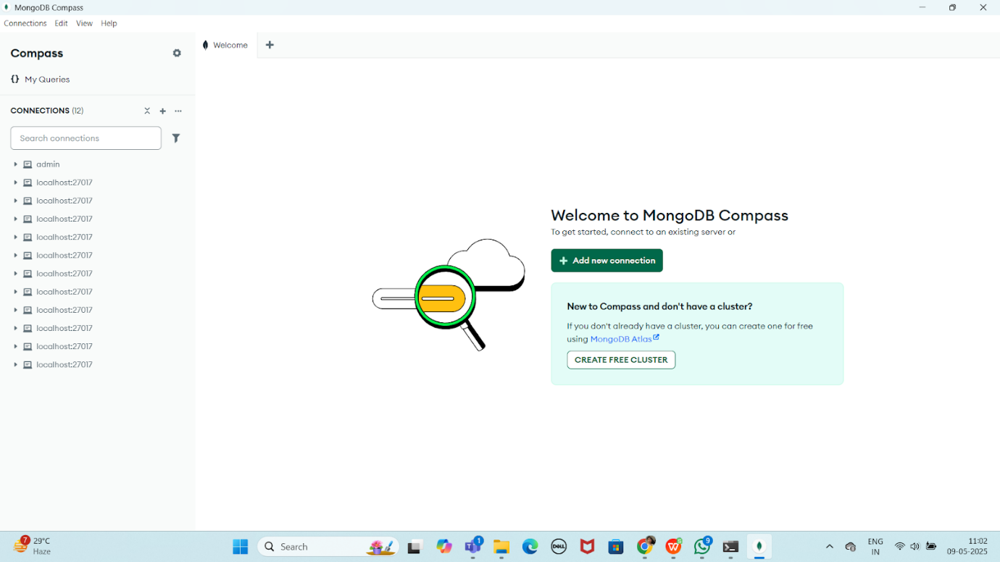 MongoDB Compass
Connections Edit View Help
Compass
Welcome
{} My Queries
CONNECTIONS (12)
Search connections
admin
localhost:27017
localhost:27017
localhost:27017
localhost:27017
localhost:27017
localhost:27017
localhost:27017
localhost:27017
localhost:27017
localhost:27017
localhost:27017
Welcome to MongoDB Compass
To get started, connect to an existing server or
+ Add new connection
New to Compass and don't have a cluster?
If you don't already have a cluster, you can create one for free
using MongoDB Atlas
CREATE FREE CLUSTER
7
29°C
Haze
Search
1
DELL
W
6
9
ENG
IN
11:02
09-05-2025